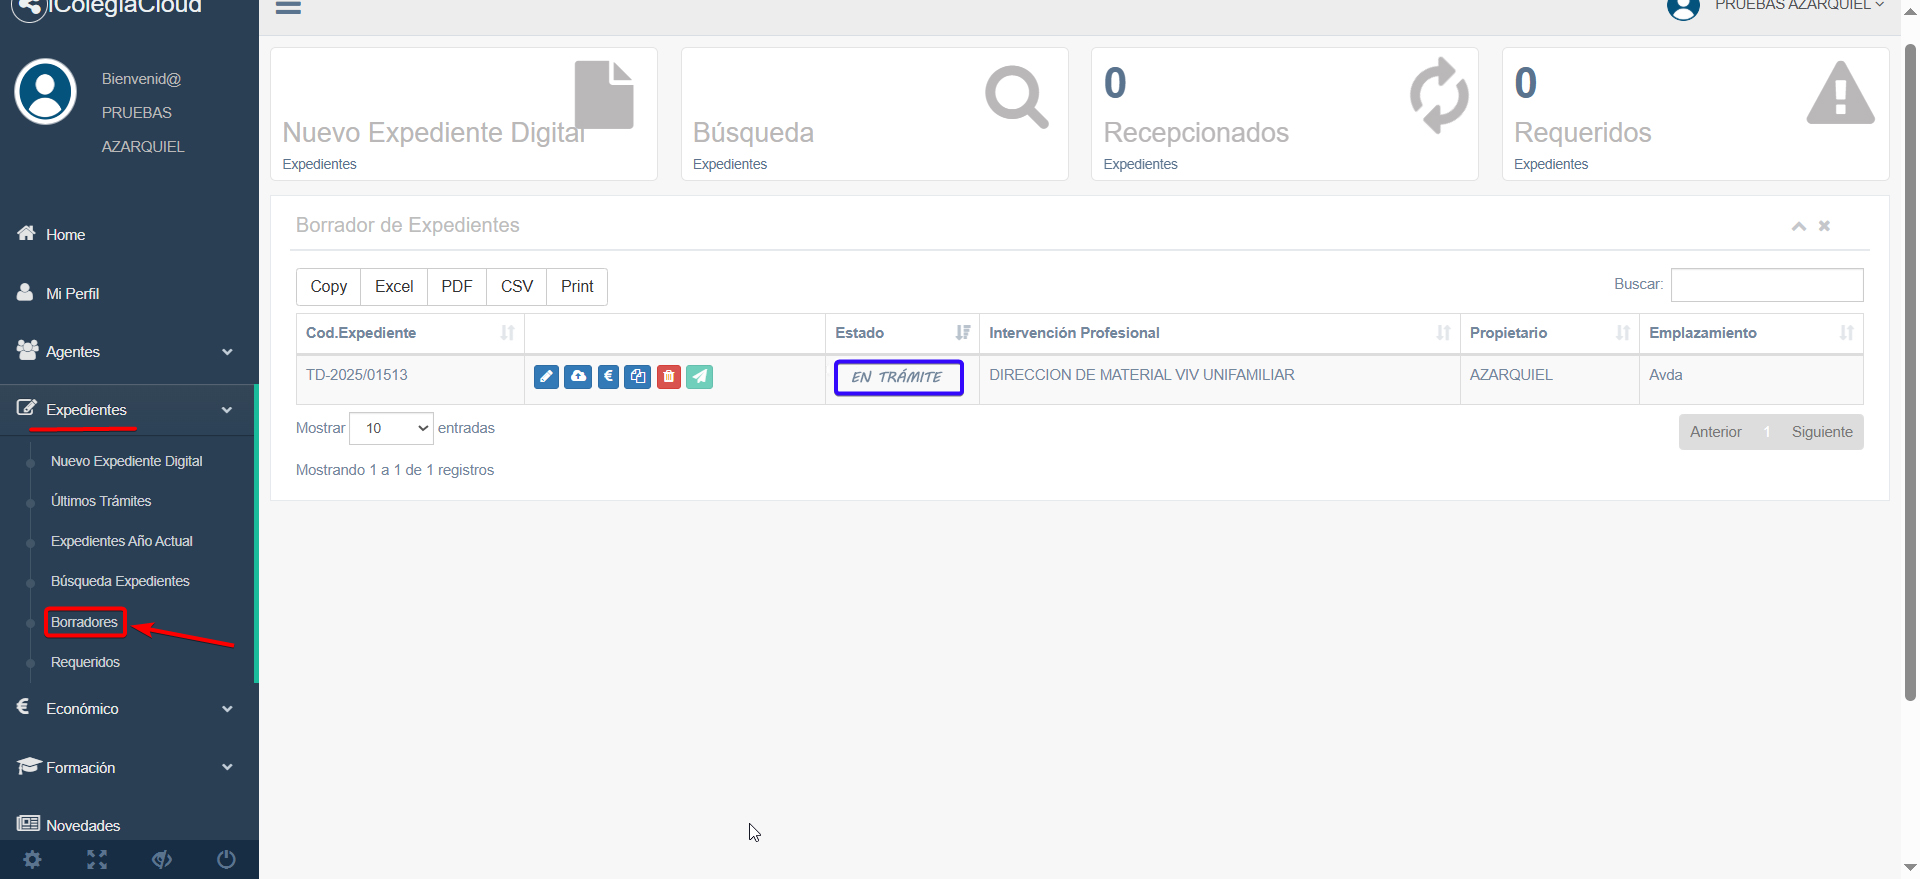 iColegiaCloud
PRUEBAS AZARQUIEL
Bienvenid@
PRUEBAS
AZARQUIEL
Home
Mi Perfil
Agentes
Expedientes
Nuevo Expediente Digital
Últimos Trámites
Expedientes Año Actual
Búsqueda Expedientes
Borradores
Requeridos
€ Económico
Formación
Novedades
Nuevo Expediente Digital
Expedientes
Búsqueda
Expedientes
0
Recepcionados
Expedientes
0
Requeridos
Expedientes
Borrador de Expedientes
Copy Excel PDF CSV Print
Buscar:
Cod.Expediente Estado Intervención Profesional Propietario Emplazamiento
TD-2025/01513 € EN TRÁMITE DIRECCION DE MATERIAL VIV UNIFAMILIAR AZARQUIEL Avda
Mostrar 10 entradas
Anterior 1 Siguiente
Mostrando 1 a 1 de 1 registros